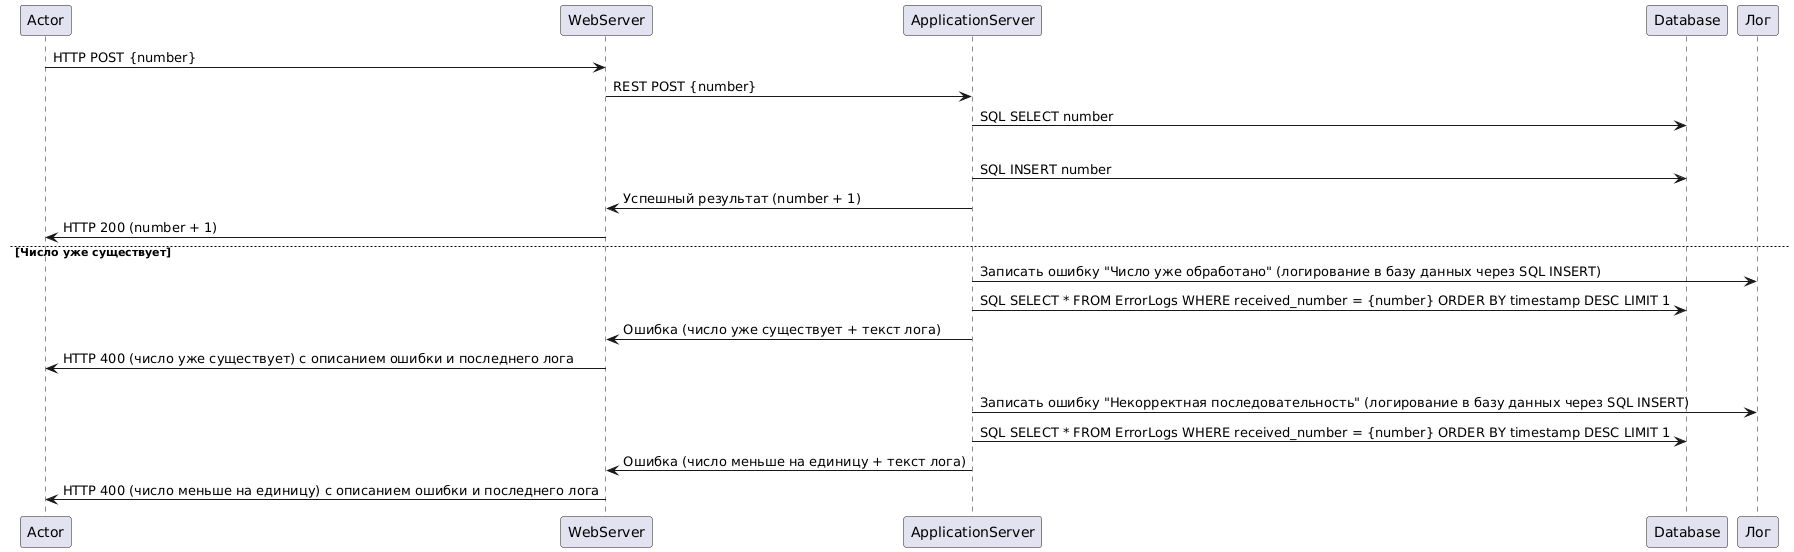 Actor WebServer ApplicationServer Database Лог
HTTP POST {number}
REST POST {number}
SQL SELECT number
SQL INSERT number
Успешный результат (number + 1)
HTTP 200 (number + 1)
[Число уже существует]
Записать ошибку "Число уже обработано" (логирование в базу данных через SQL INSERT)
SQL SELECT * FROM ErrorLogs WHERE received_number = {number} ORDER BY timestamp DESC LIMIT 1
Ошибка (число уже существует + текст лога)
HTTP 400 (число уже существует) с описанием ошибки и последнего лога
Записать ошибку "Некорректная последовательность" (логирование в базу данных через SQL INSERT)
SQL SELECT * FROM ErrorLogs WHERE received_number = {number} ORDER BY timestamp DESC LIMIT 1
Ошибка (число меньше на единицу + текст лога)
HTTP 400 (число меньше на единицу) с описанием ошибки и последнего лога
Actor WebServer ApplicationServer Database Лог